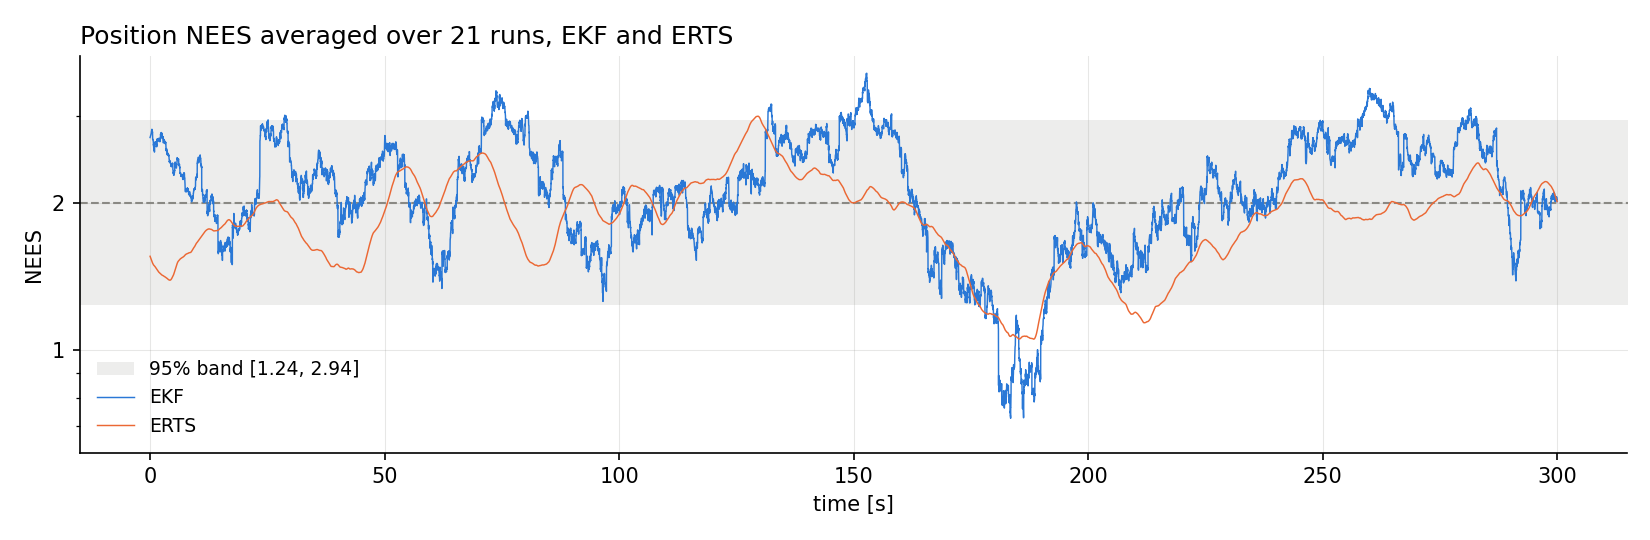 Position NEES averaged over 21 runs, EKF and ERTS
NEES
2
1
95% band [1.24, 2.94]
EKF
ERTS
0 50 100 150 200 250 300
time [s]